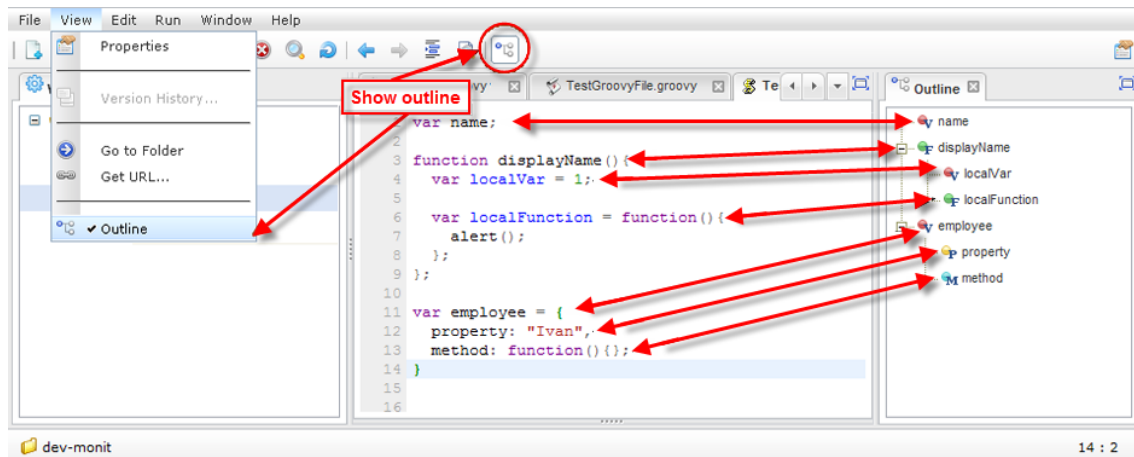 File View Edit Run Window Help
Properties
Version History...
Go to Folder
Get URL...
✔ Outline
Show outline
TestGroovyFile.groovy
Te
var name;
2
3 function displayName(){
4 var localVar = 1;
5
6 var localFunction = function(){
7 alert();
8 };
9 };
10
11 var employee = {
12 property: "Ivan",
13 method: function(){};
14 }
15
16
Outline
V name
F displayName
V localVar
F localFunction
V employee
P property
M method
dev-monit
14 : 2